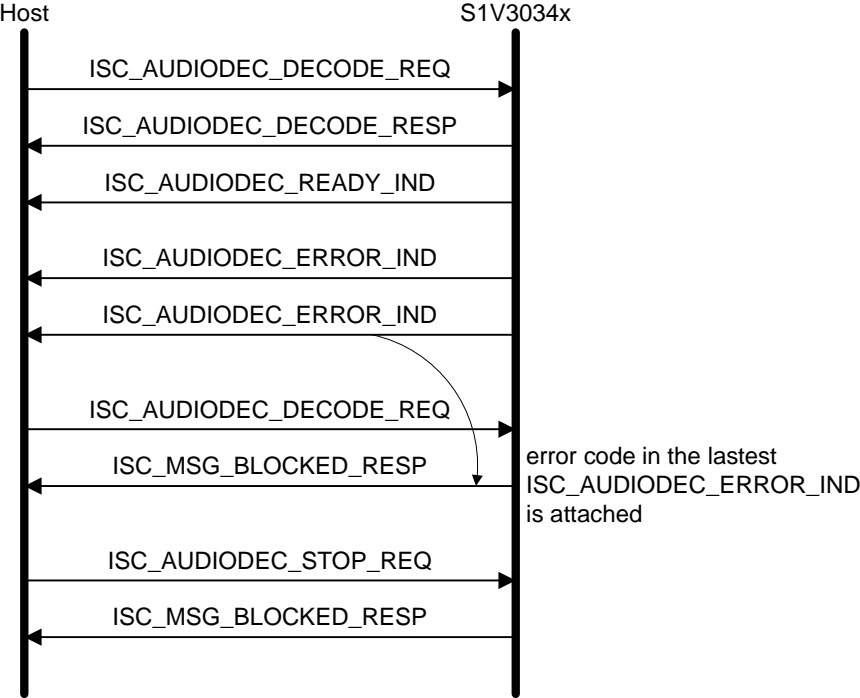 Host
S1V3034x
ISC_AUDIODEC_DECODE_REQ
ISC_AUDIODEC_DECODE_RESP
ISC_AUDIODEC_READY_IND
ISC_AUDIODEC_ERROR_IND
ISC_AUDIODEC_ERROR_IND
ISC_AUDIODEC_DECODE_REQ
ISC_MSG_BLOCKED_RESP
error code in the lastest
ISC_AUDIODEC_ERROR_IND
is attached
ISC_AUDIODEC_STOP_REQ
ISC_MSG_BLOCKED_RESP